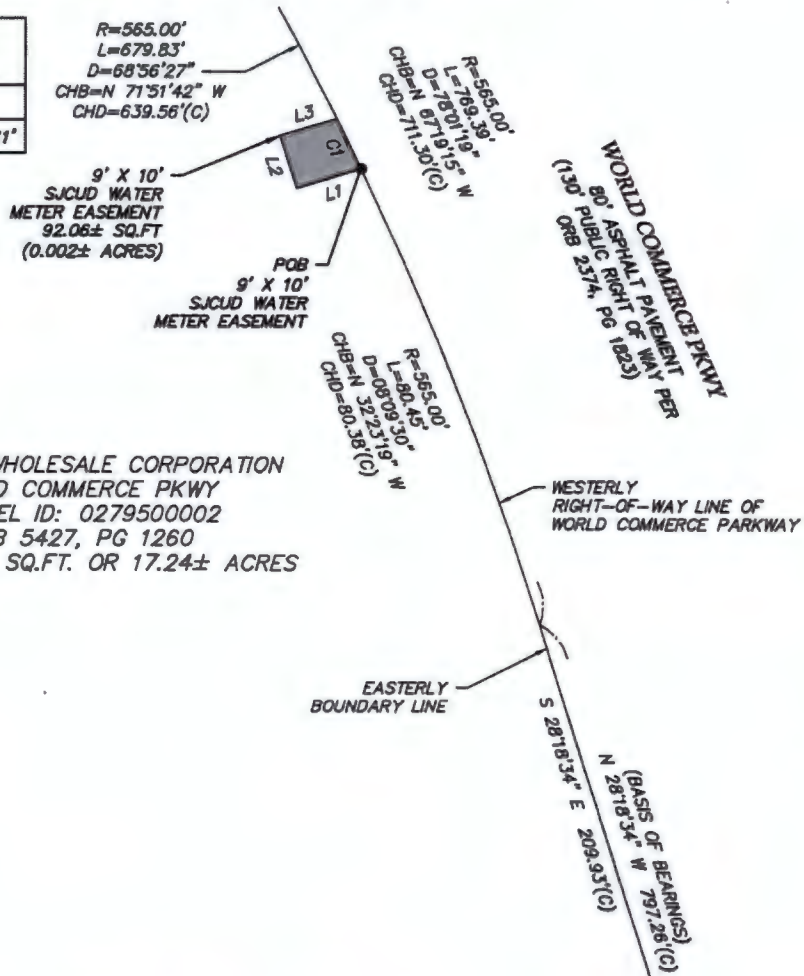 R=565.00'
L=679.83'
D=68°56'27"
CHB=N 71°51'42" W
CHD=639.56'(C)
R=565.00'
L=769.39'
D=78°01'19"
CHB=N 67°19'15" W
CHD=711.30'(C)
L3
C1
L2
L1
9' X 10'
SJCUD WATER
METER EASEMENT
92.06± SQ.FT
(0.002± ACRES)
POB
9' X 10'
SJCUD WATER
METER EASEMENT
WORLD COMMERCE PKWY
80' ASPHALT PAVEMENT
(130' PUBLIC RIGHT OF WAY PER
ORB 2374, PG 1823)
R=565.00'
L=80.45'
D=08°09'30"
CHB=N 32°23'19" W
CHD=80.38'(C)
WHOLESALE CORPORATION
COMMERCE PKWY
ID: 0279500002
5427, PG 1260
SQ.FT. OR 17.24± ACRES
WESTERLY
RIGHT-OF-WAY LINE OF
WORLD COMMERCE PARKWAY
EASTERLY
BOUNDARY LINE
S 28°18'34" E 209.93'(C)
(BASIS OF BEARINGS)
N 28°18'34" W 797.26'(C)